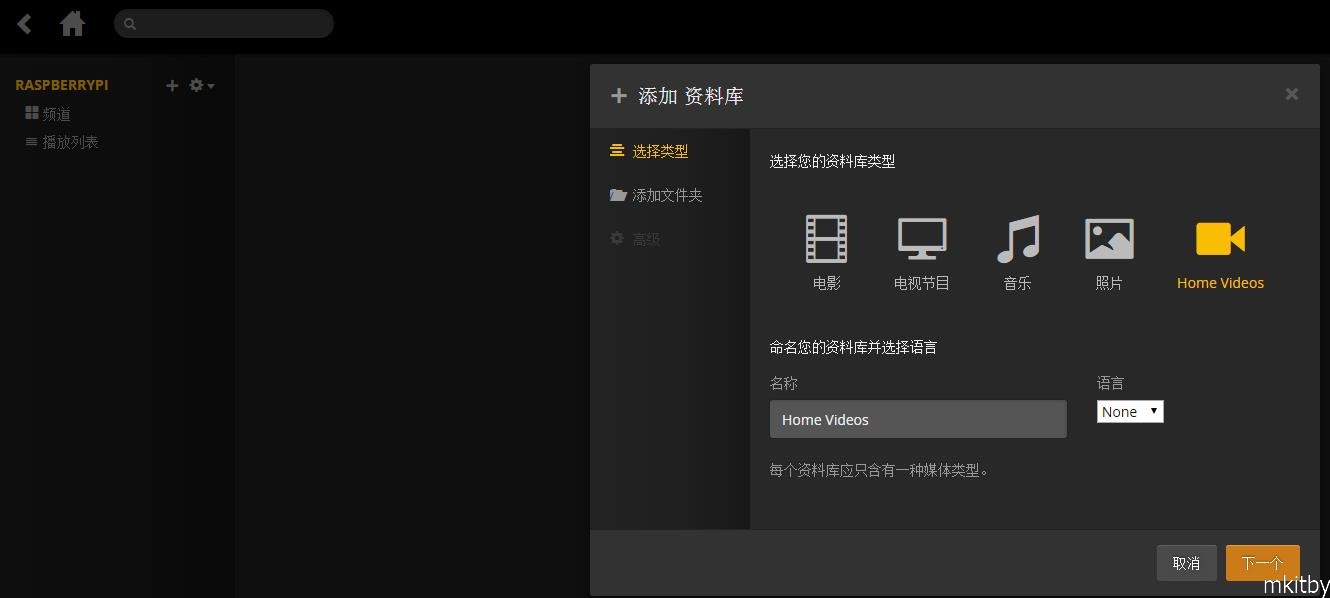 RASPBERRYPI
频道
播放列表
添加 资料库
选择类型
添加文件夹
高级
选择您的资料库类型
电影
电视节目
音乐
照片
Home Videos
命名您的资料库并选择语言
名称
语言
Home Videos
None
每个资料库应只含有一种媒体类型。
取消
下一个
mkitby